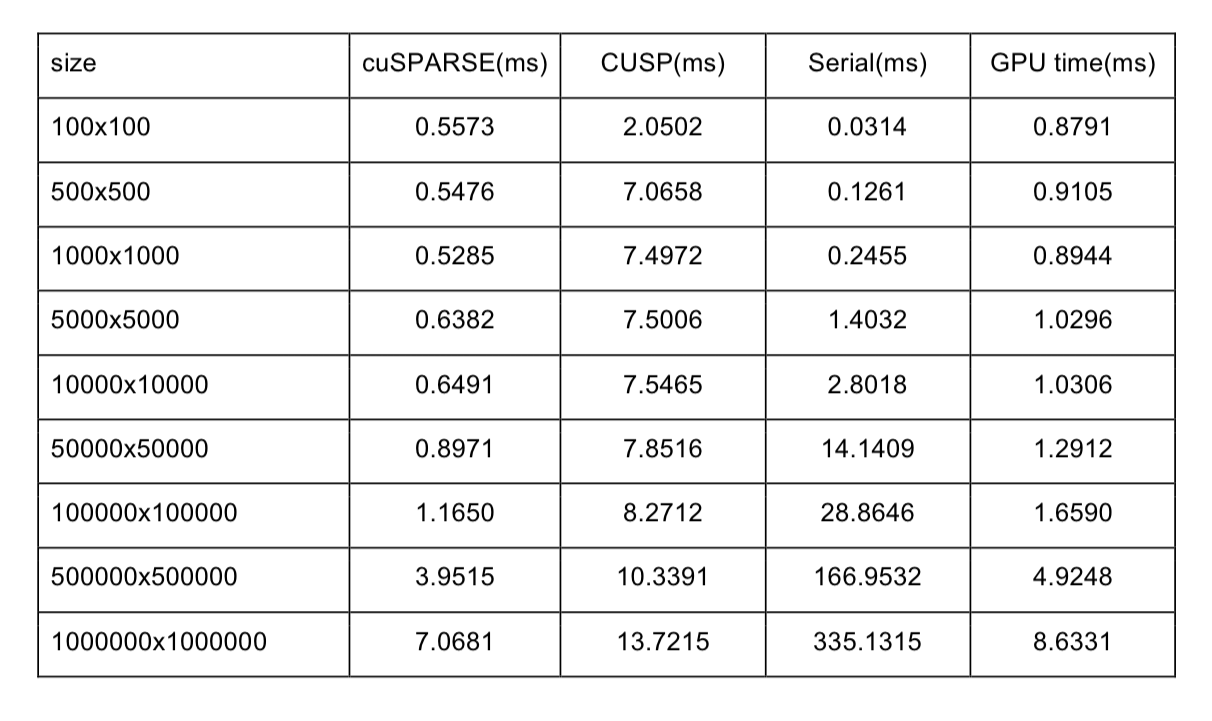 size cuSPARSE(ms) CUSP(ms) Serial(ms) GPU time(ms)
100x100 0.5573 2.0502 0.0314 0.8791
500x500 0.5476 7.0658 0.1261 0.9105
1000x1000 0.5285 7.4972 0.2455 0.8944
5000x5000 0.6382 7.5006 1.4032 1.0296
10000x10000 0.6491 7.5465 2.8018 1.0306
50000x50000 0.8971 7.8516 14.1409 1.2912
100000x100000 1.1650 8.2712 28.8646 1.6590
500000x500000 3.9515 10.3391 166.9532 4.9248
1000000x1000000 7.0681 13.7215 335.1315 8.6331